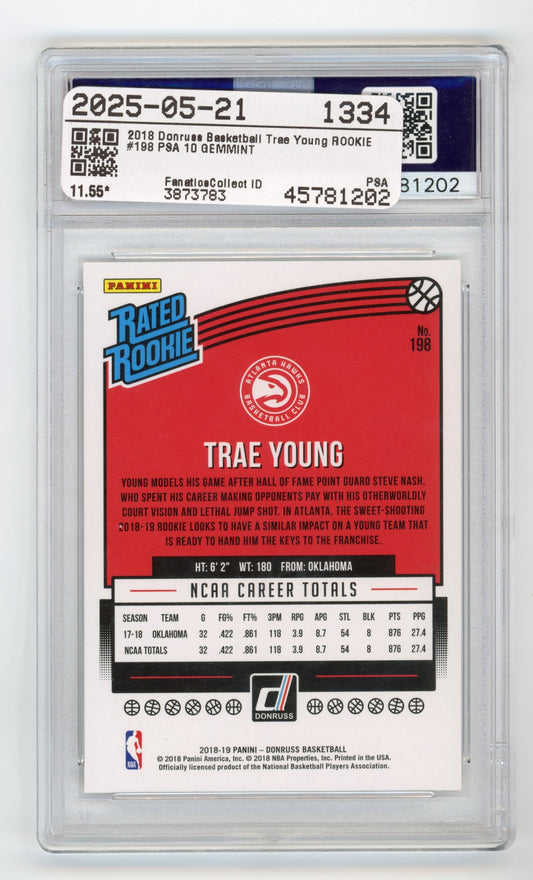 2025-05-21 1334
2018 Donruss Basketball Trae Young ROOKIE
#198 PSA 10 GEMMINT
FanaticsCollect ID PSA
11.55* 3873783 45781202
81202
PANINI
RATED
ROOKIE
No.
198
ATLANTA HAWKS
BASKETBALL CLUB
TRAE YOUNG
YOUNG MODELS HIS GAME AFTER HALL OF FAME POINT GUARD STEVE NASH,
WHO SPENT HIS CAREER MAKING OPPONENTS PAY WITH HIS OTHERWORLDLY
COURT VISION AND LETHAL JUMP SHOT. IN ATLANTA, THE SWEET-SHOOTING
2018-19 ROOKIE LOOKS TO HAVE A SIMILAR IMPACT ON A YOUNG TEAM THAT
IS READY TO HAND HIM THE KEYS TO THE FRANCHISE.
HT: 6' 2" WT: 180 FROM: OKLAHOMA
NCAA CAREER TOTALS
SEASON TEAM G FG% FT% 3PM RPG APG STL BLK PTS PPG
17-18 OKLAHOMA 32 .422 .861 118 3.9 8.7 54 8 876 27.4
NCAA TOTALS 32 .422 .861 118 3.9 8.7 54 8 876 27.4
DONRUSS
NBA
2018-19 PANINI – DONRUSS BASKETBALL
© 2018 Panini America, Inc. © 2018 NBA Properties, Inc. Printed in the USA.
Officially licensed product of the National Basketball Players Association.